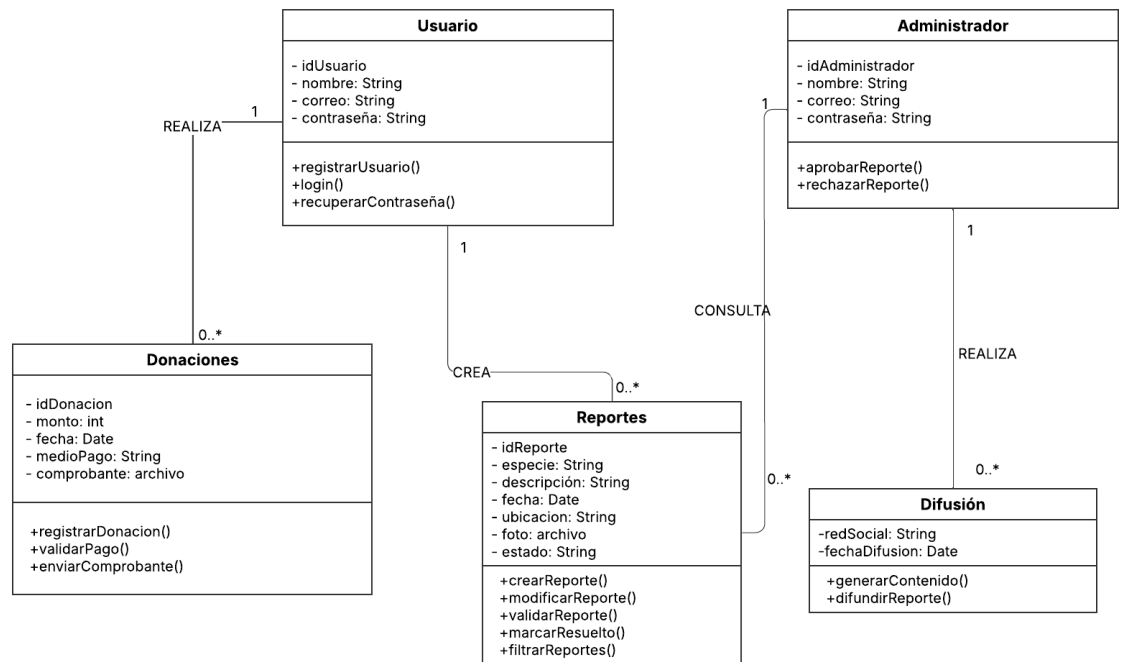 Usuario
- idUsuario
- nombre: String
- correo: String
- contraseña: String
+registrarUsuario()
+login()
+recuperarContraseña()
Administrador
- idAdministrador
- nombre: String
- correo: String
- contraseña: String
+aprobarReporte()
+rechazarReporte()
1
REALIZA
0..*
1
CREA
0..*
1
CONSULTA
0..*
1
REALIZA
0..*
Donaciones
- idDonacion
- monto: int
- fecha: Date
- medioPago: String
- comprobante: archivo
+registrarDonacion()
+validarPago()
+enviarComprobante()
Reportes
- idReporte
- especie: String
- descripción: String
- fecha: Date
- ubicacion: String
- foto: archivo
- estado: String
+crearReporte()
+modificarReporte()
+validarReporte()
+marcarResuelto()
+filtrarReportes()
Difusión
-redSocial: String
-fechaDifusion: Date
+generarContenido()
+difundirReporte()